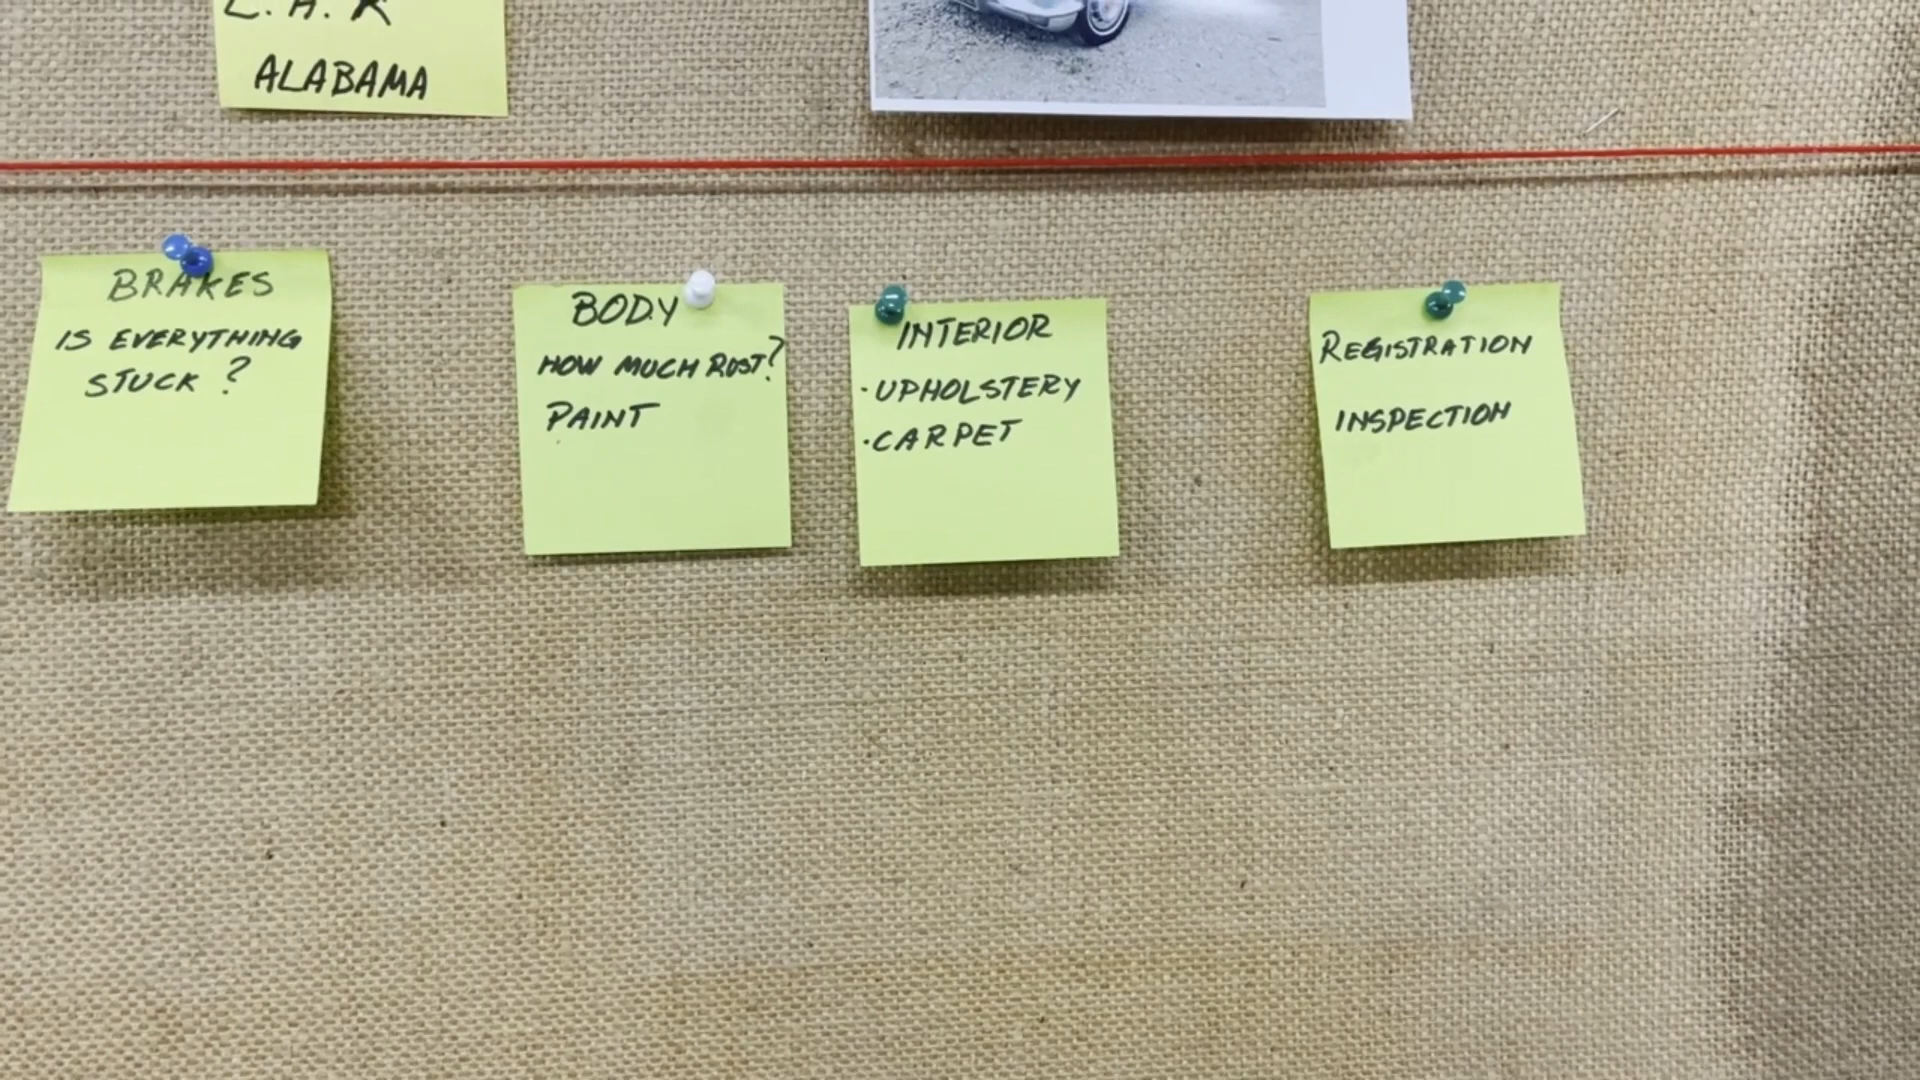 ALABAMA
BRAKES
IS EVERYTHING
STUCK ?
BODY
HOW MUCH RUST?
PAINT
INTERIOR
· UPHOLSTERY
· CARPET
REGISTRATION
INSPECTION